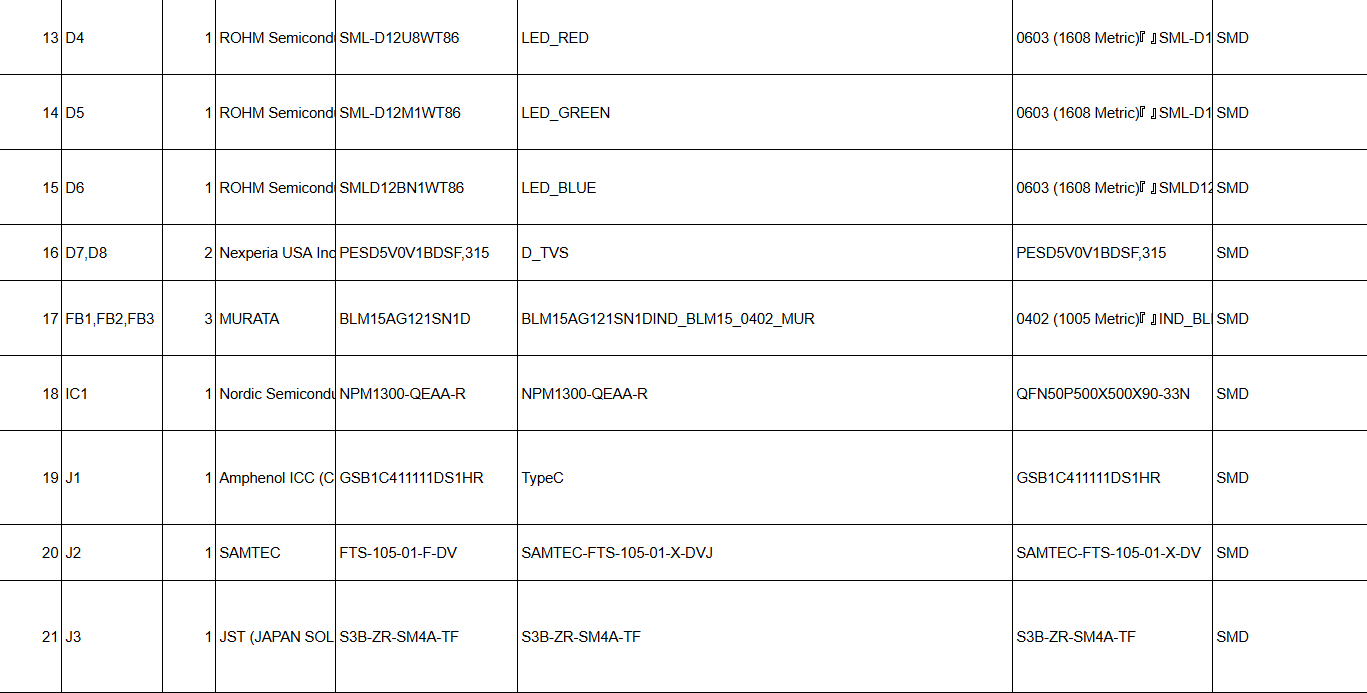 13 D4 1 ROHM Semicond SML-D12U8WT86 LED_RED 0603 (1608 Metric)『 』SML-D1 SMD
14 D5 1 ROHM Semicond SML-D12M1WT86 LED_GREEN 0603 (1608 Metric)『 』SML-D1 SMD
15 D6 1 ROHM Semicond SMLD12BN1WT86 LED_BLUE 0603 (1608 Metric)『 』SMLD12 SMD
16 D7,D8 2 Nexperia USA Inc PESD5V0V1BDSF,315 D_TVS PESD5V0V1BDSF,315 SMD
17 FB1,FB2,FB3 3 MURATA BLM15AG121SN1D BLM15AG121SN1DIND_BLM15_0402_MUR 0402 (1005 Metric)『 』IND_BL SMD
18 IC1 1 Nordic Semicondu NPM1300-QEAA-R NPM1300-QEAA-R QFN50P500X500X90-33N SMD
19 J1 1 Amphenol ICC (C GSB1C411111DS1HR TypeC GSB1C411111DS1HR SMD
20 J2 1 SAMTEC FTS-105-01-F-DV SAMTEC-FTS-105-01-X-DVJ SAMTEC-FTS-105-01-X-DV SMD
21 J3 1 JST (JAPAN SOL S3B-ZR-SM4A-TF S3B-ZR-SM4A-TF S3B-ZR-SM4A-TF SMD